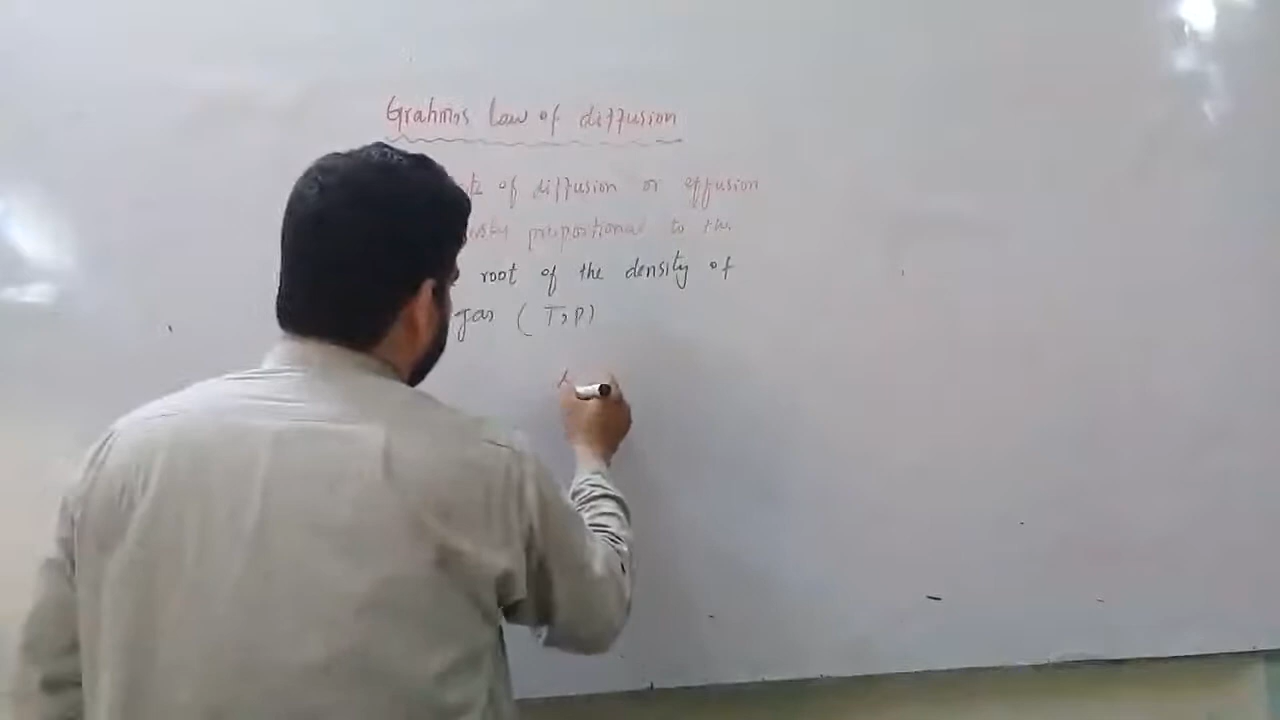 Grahms law of diffusion
of diffusion or effusion
proportional to the
root of the density of
gas (T,P)